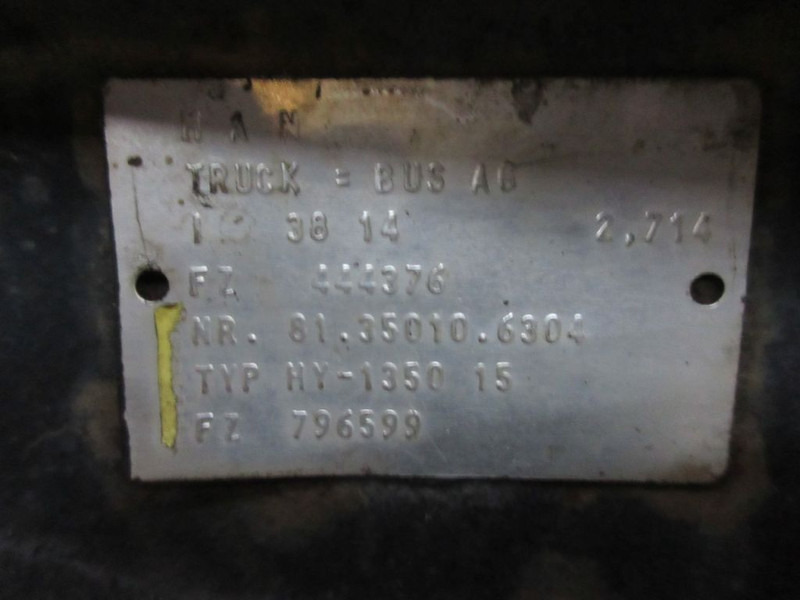 MAN
TRUCK = BUS AG
I 38 14 2,714
FZ 444376
NR. 81.35010.6304
TYP HY-1350 15
FZ 796599